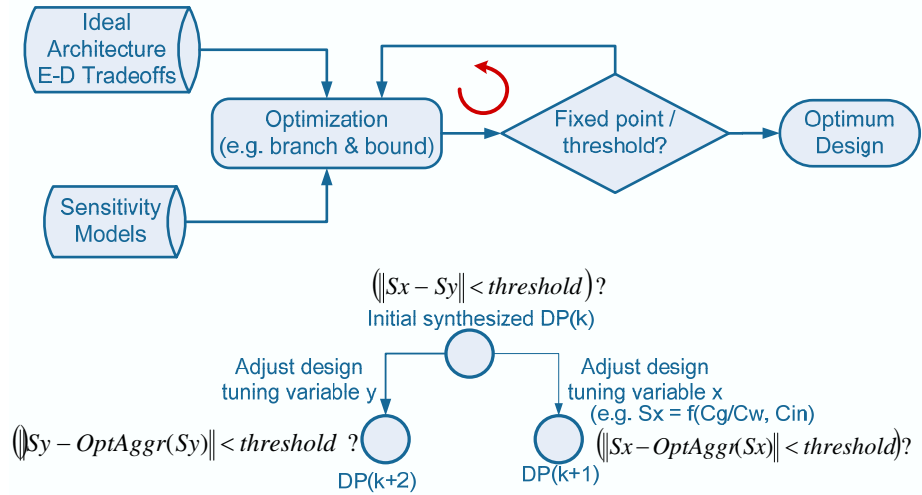 Ideal
Architecture
E-D Tradeoffs
Optimization
(e.g. branch & bound)
Fixed point /
threshold?
Optimum
Design
Sensitivity
Models
(‖Sx − Sy‖ < threshold)?
Initial synthesized DP(k)
Adjust design
tuning variable y
Adjust design
tuning variable x
(e.g. Sx = f(Cg/Cw, Cin)
(‖Sy − OptAggr(Sy)‖ < threshold ?
(‖Sx − OptAggr(Sx)‖ < threshold)?
DP(k+2)
DP(k+1)